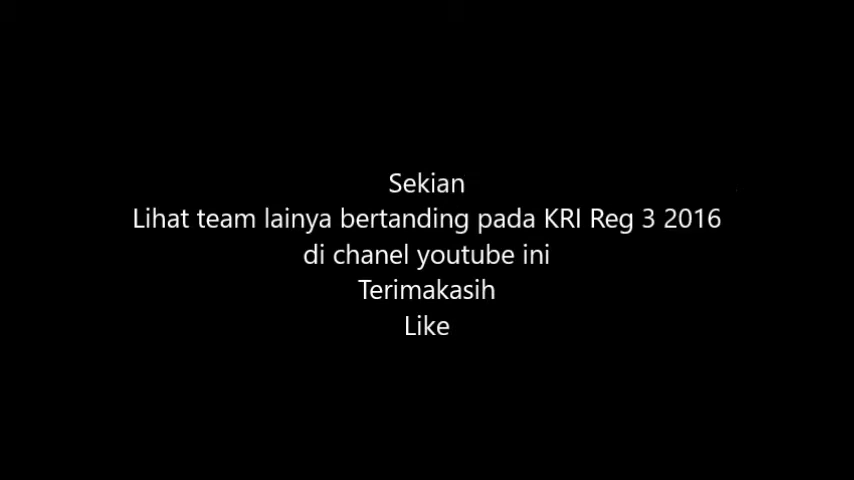 Sekian
Lihat team lainya bertanding pada KRI Reg 3 2016
di chanel youtube ini
Terimakasih
Like